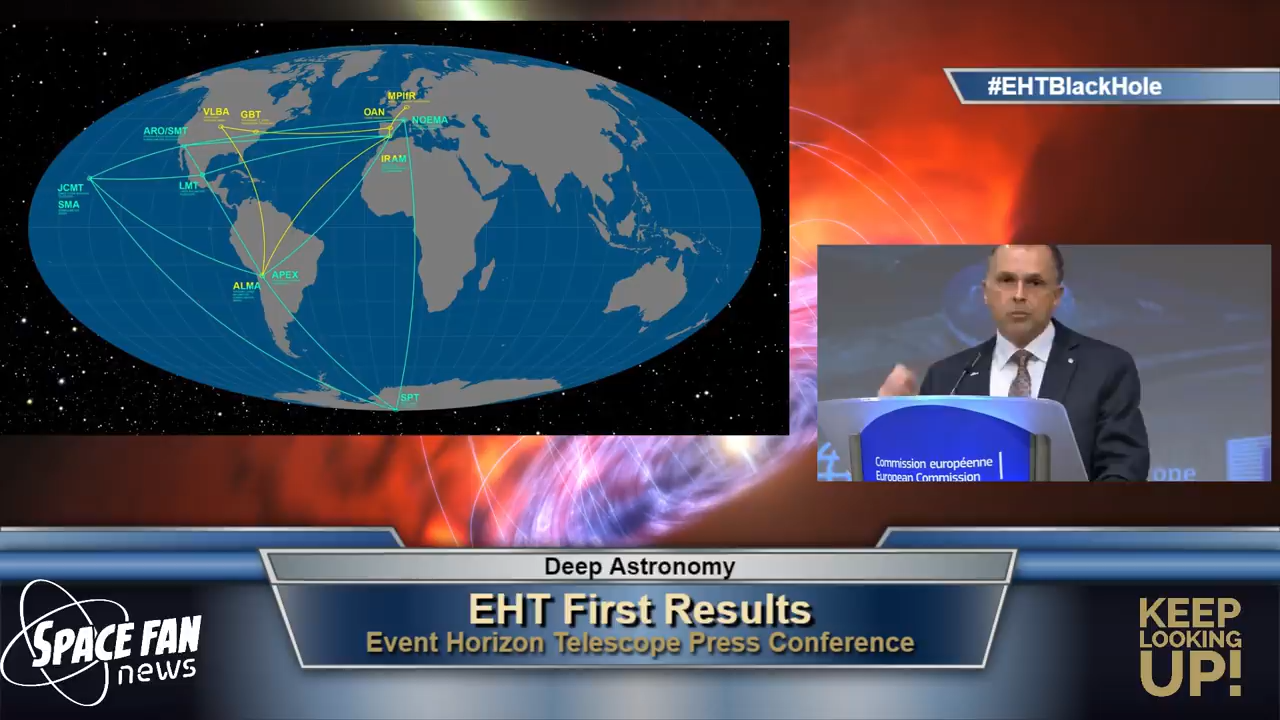 #EHTBlackHole
MPIfR
VLBA
GBT
OAN
NOEMA
ARO/SMT
IRAM
LMT
JCMT
SMA
APEX
ALMA
SPT
Commission européenne
European Commission
ope
Deep Astronomy
EHT First Results
Event Horizon Telescope Press Conference
SPACE FAN
news
KEEP
LOOKING
UP!